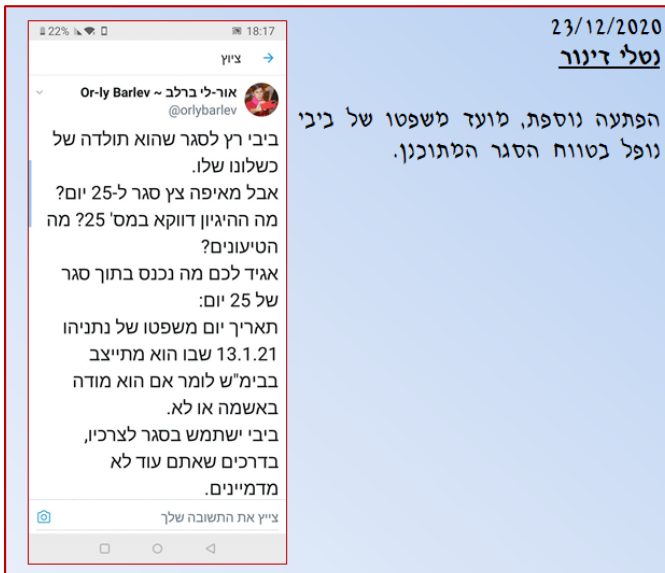 23/12/2020
נטלי דינור
הפתעה נוספת, מועד משפטו של ביבי
נופל בטווח הסגר המתוכנן.
22% 18:17
ציוץ
אור-לי ברלב ~ Or-ly Barlev
@orlybarlev
ביבי רץ לסגר שהוא תולדה של
כשלונו שלו.
אבל מאיפה צץ סגר ל-25 יום?
מה ההיגיון דווקא במס' 25? מה
הטיעונים?
אגיד לכם מה נכנס בתוך סגר
של 25 יום:
תאריך יום משפטו של נתניהו
13.1.21 שבו הוא מתייצב
בבימ"ש לומר אם הוא מודה
באשמה או לא.
ביבי ישתמש בסגר לצרכיו,
בדרכים שאתם עוד לא
מדמיינים.
צייץ את התשובה שלך